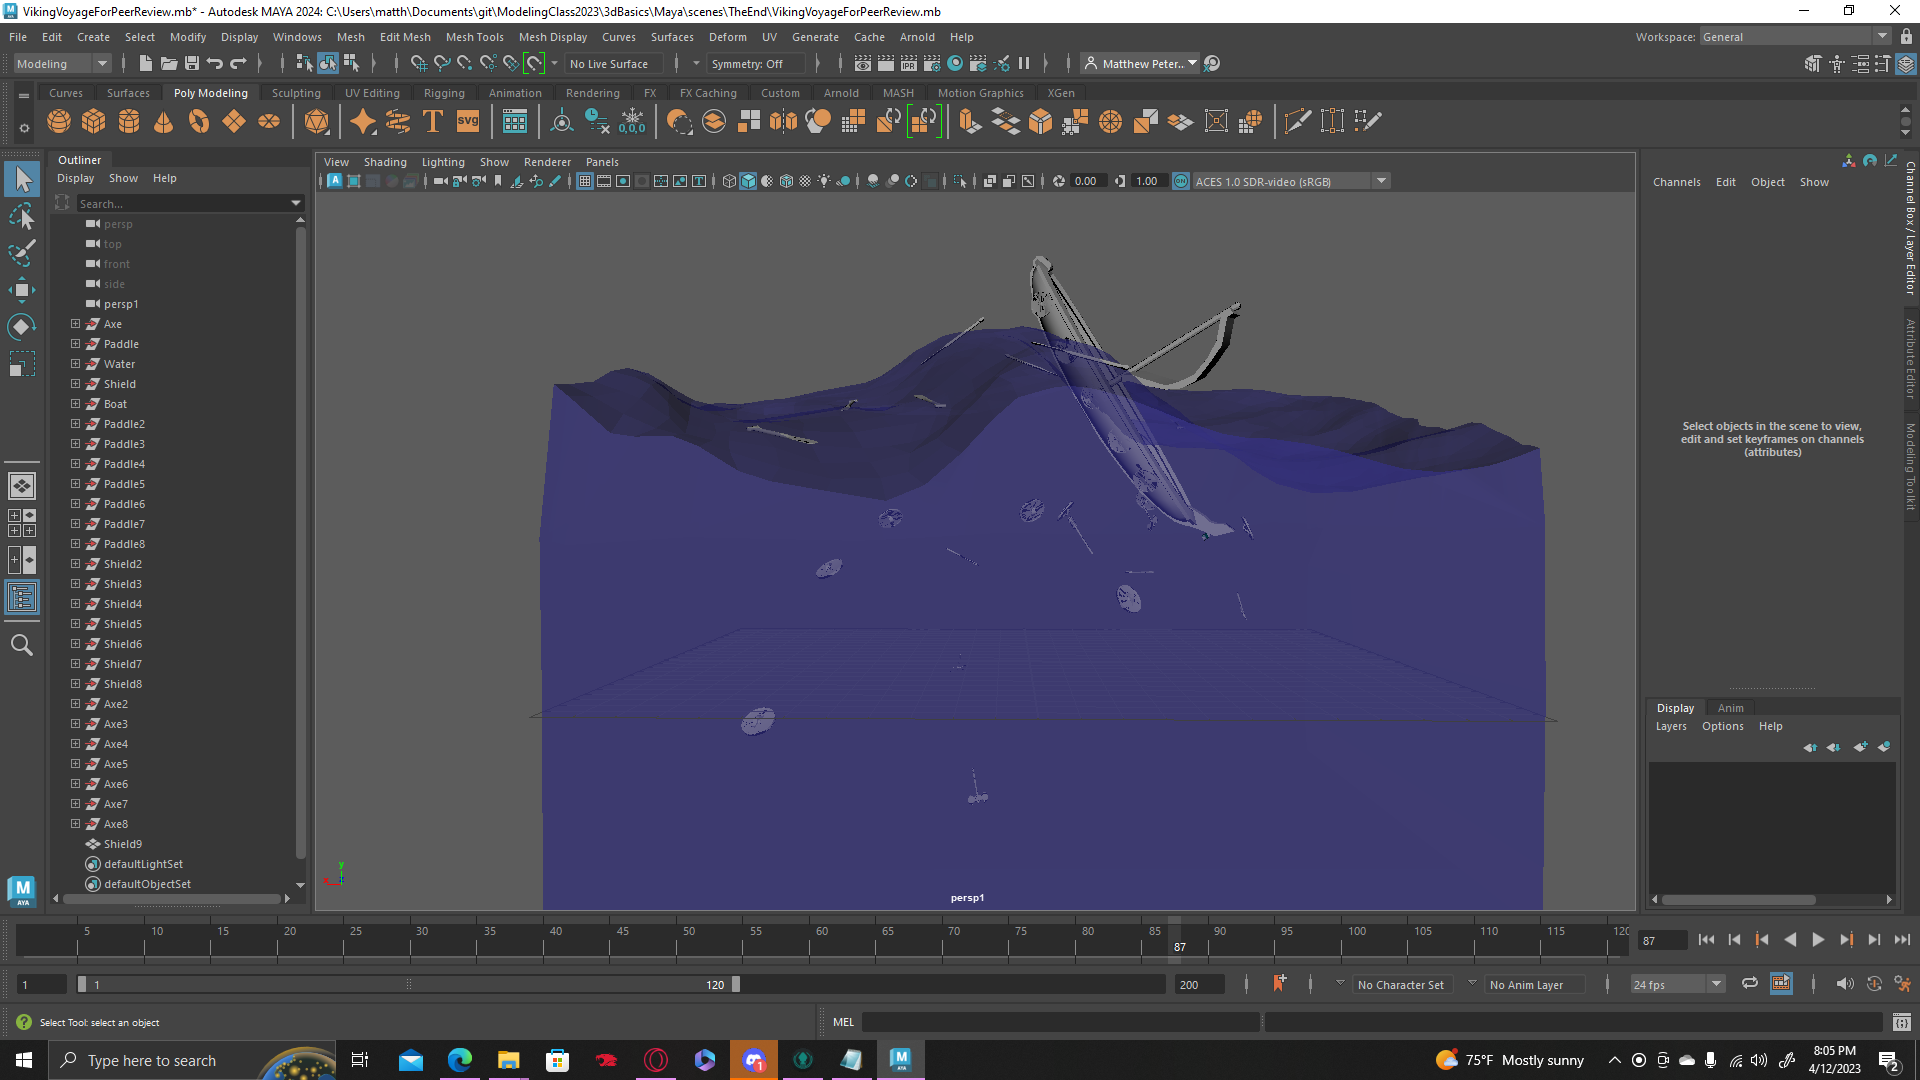 VikingVoyageForPeerReview.mb* - Autodesk MAYA 2024: C:\Users\matth\Documents\git\ModelingClass2023\3dBasics\Maya\scenes\TheEnd\VikingVoyageForPeerReview.mb
File Edit Create Select Modify Display Windows Mesh Edit Mesh Mesh Tools Mesh Display Curves Surfaces Deform UV Generate Cache Arnold Help
Workspace: General
Modeling
No Live Surface
Symmetry: Off
Matthew Peter..
Curves Surfaces Poly Modeling Sculpting UV Editing Rigging Animation Rendering FX FX Caching Custom Arnold MASH Motion Graphics XGen
T
svg
0,0,0
IPR
Outliner
Display Show Help
Search...
persp
top
front
side
persp1
Axe
Paddle
Water
Shield
Boat
Paddle2
Paddle3
Paddle4
Paddle5
Paddle6
Paddle7
Paddle8
Shield2
Shield3
Shield4
Shield5
Shield6
Shield7
Shield8
Axe2
Axe3
Axe4
Axe5
Axe6
Axe7
Axe8
Shield9
defaultLightSet
defaultObjectSet
View Shading Lighting Show Renderer Panels
0.00
1.00
ON
ACES 1.0 SDR-video (sRGB)
y
x
persp1
Channels Edit Object Show
Select objects in the scene to view,
edit and set keyframes on channels
(attributes)
Channel Box / Layer Editor
Attribute Editor
Modeling Toolkit
Display Anim
Layers Options Help
M
AYA
5 10 15 20 25 30 35 40 45 50 55 60 65 70 75 80 85 90 95 100 105 110 115 120
87
87
1
1
120
200
No Character Set
No Anim Layer
24 fps
Select Tool: select an object
MEL
Type here to search
1
M
AYA
75°F Mostly sunny
8:05 PM
4/12/2023
2